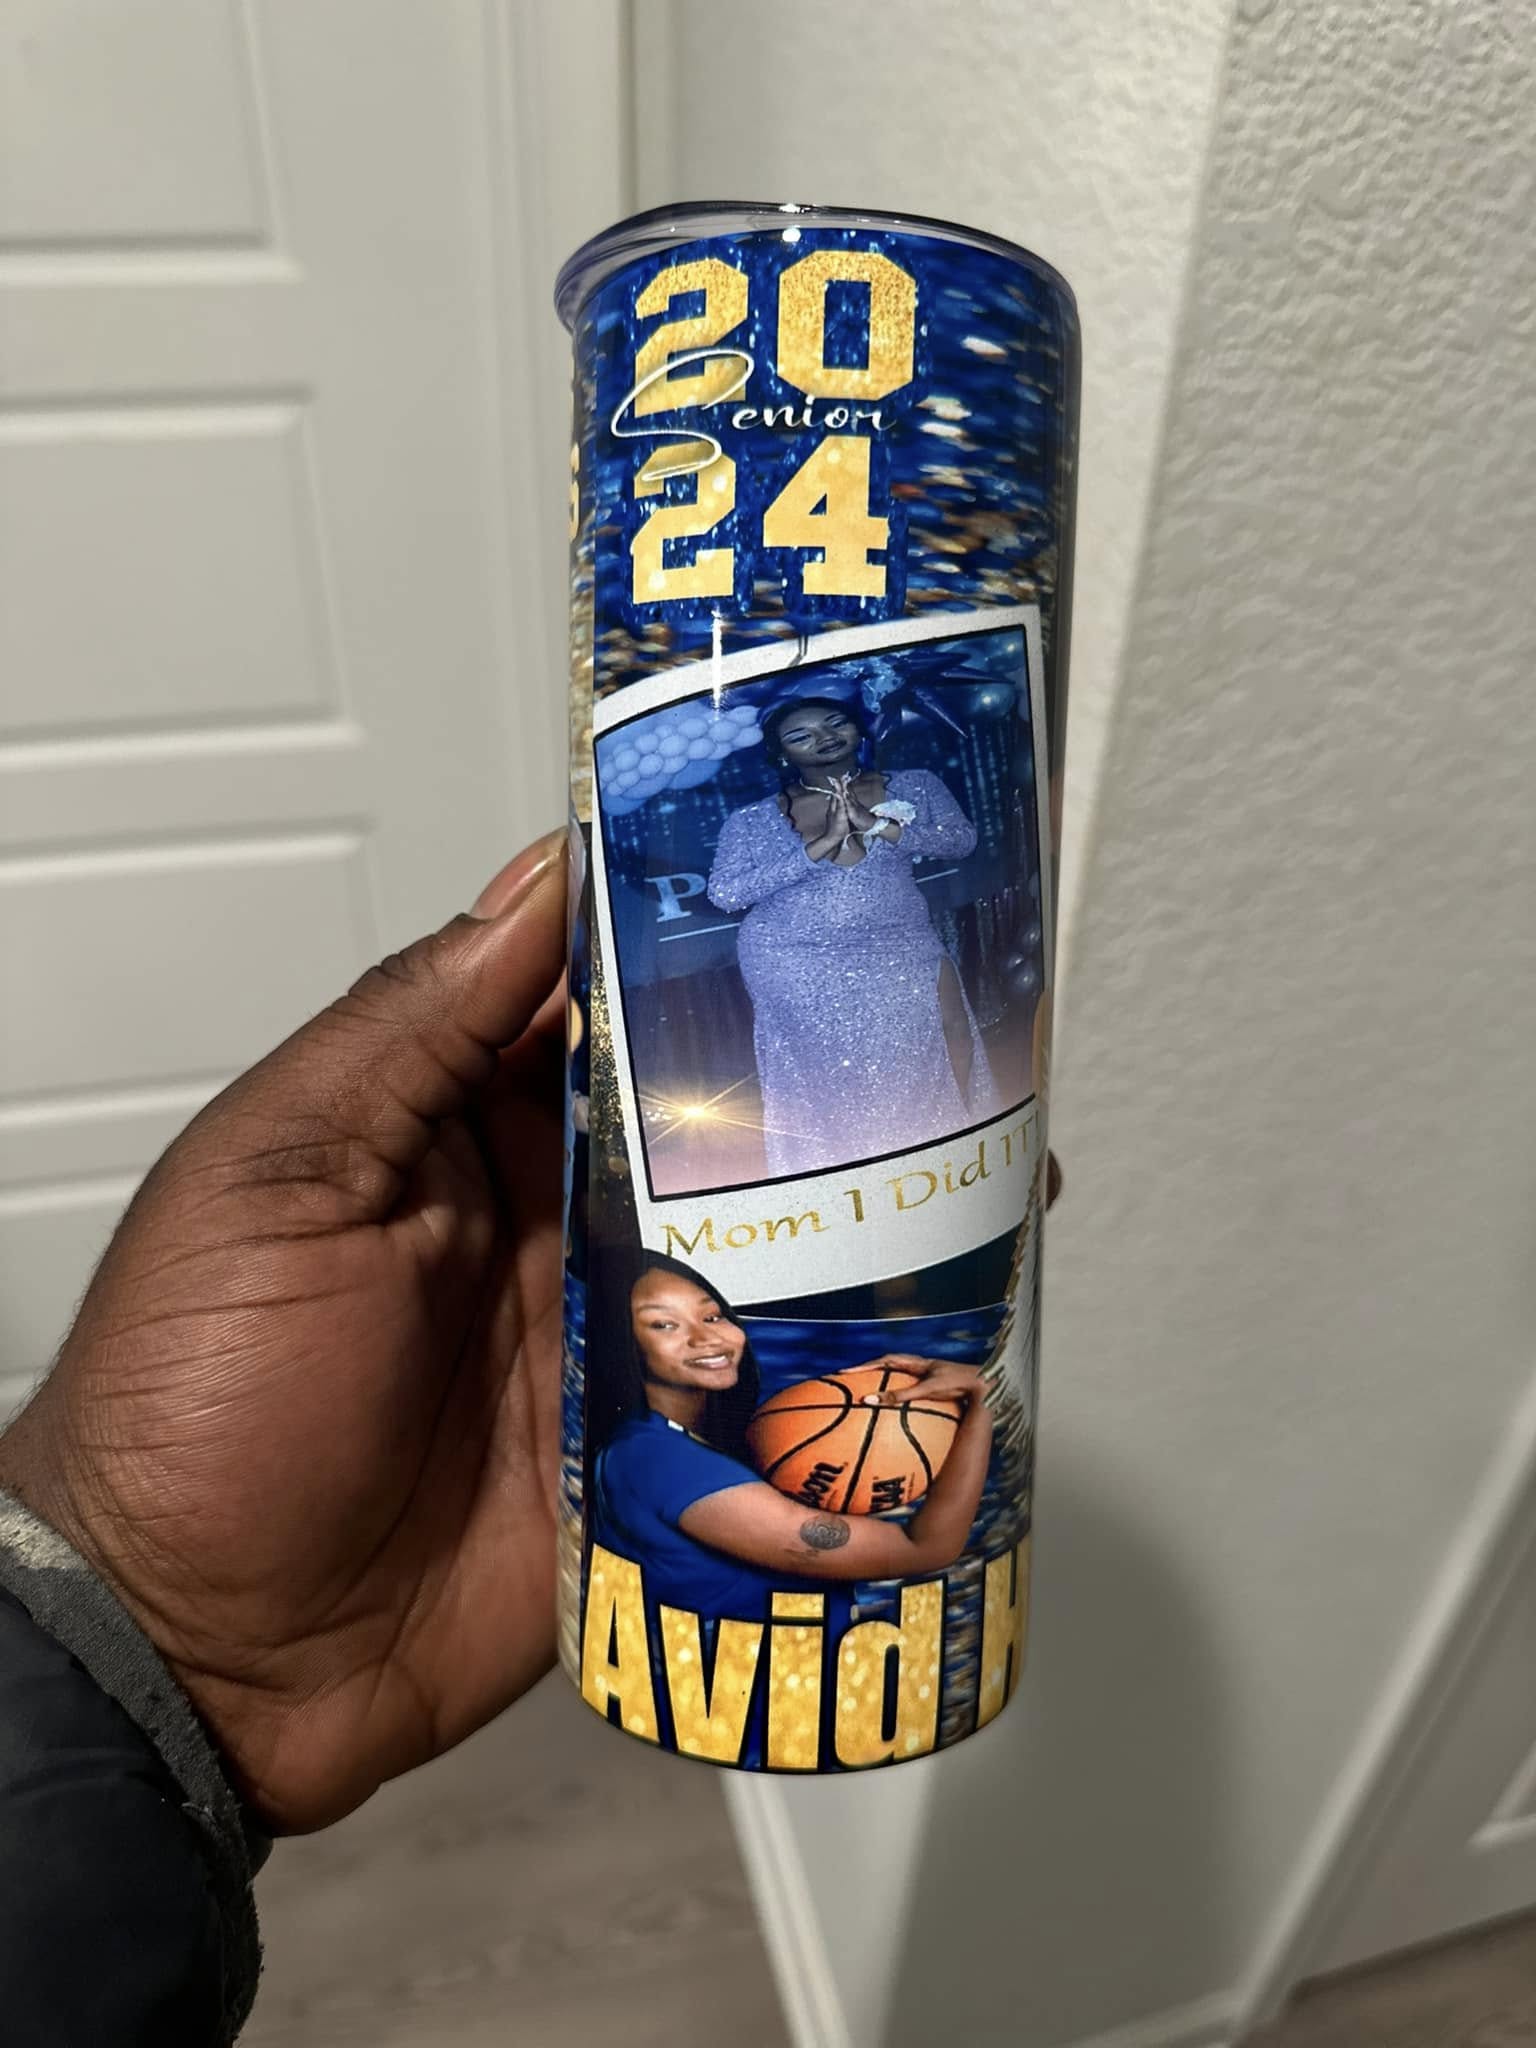 20
Senior
24
P
Mom I Did IT!
Avid H